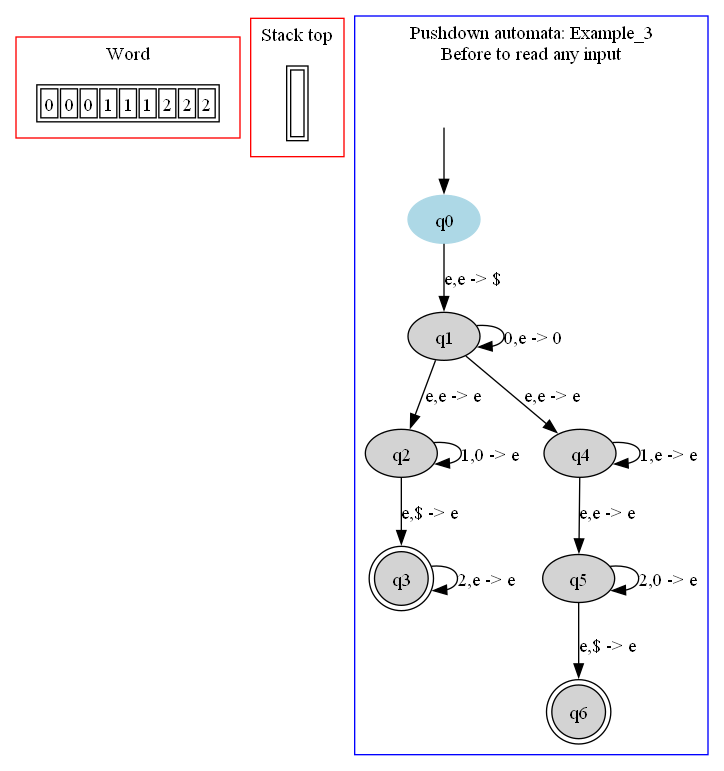 Word
0 0 0 1 1 1 2 2 2
Stack top
Pushdown automata: Example_3
Before to read any input
q0
e,e -> $
q1
0,e -> 0
e,e -> e
e,e -> e
q2
1,0 -> e
q4
1,e -> e
e,$ -> e
e,e -> e
q3
2,e -> e
q5
2,0 -> e
e,$ -> e
q6